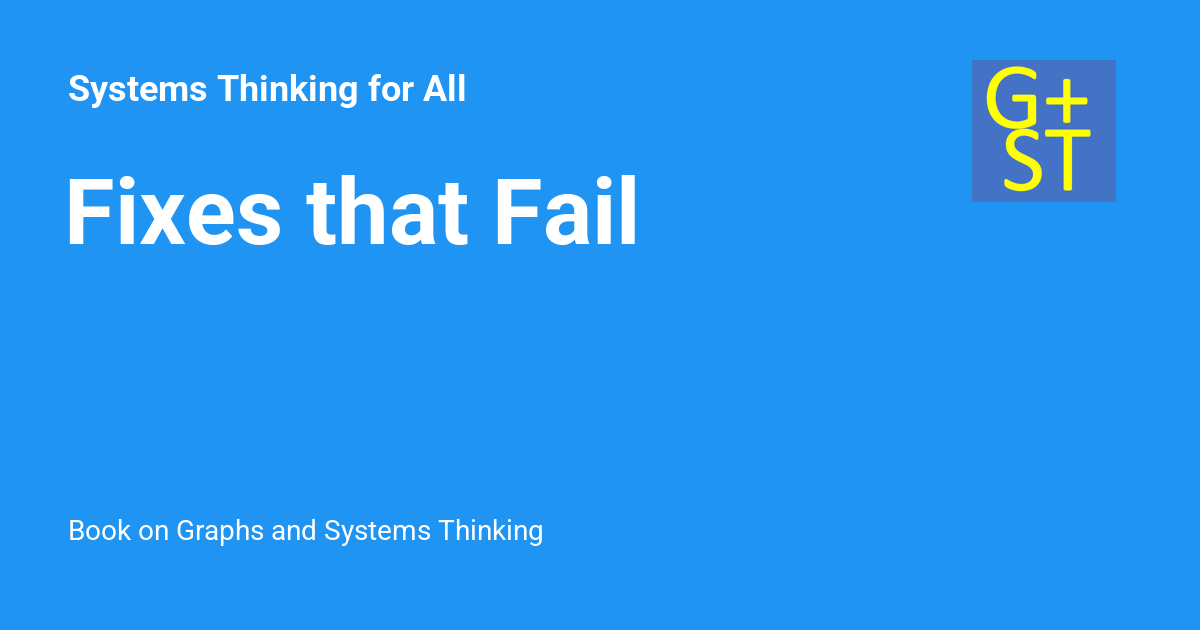 Systems Thinking for All
G+
ST
Fixes that Fail
Book on Graphs and Systems Thinking